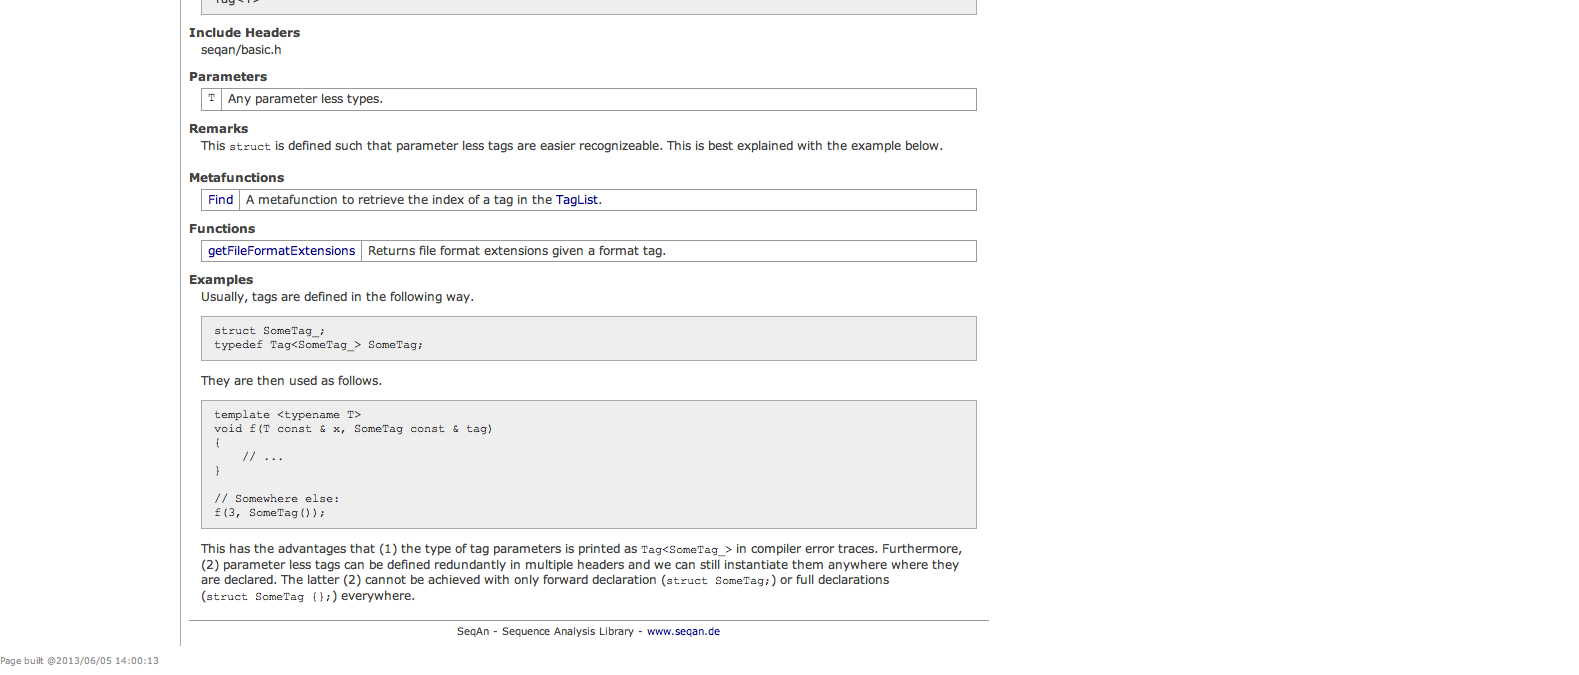 Tag<T>
Include Headers
seqan/basic.h
Parameters
T Any parameter less types.
Remarks
This struct is defined such that parameter less tags are easier recognizeable. This is best explained with the example below.
Metafunctions
Find A metafunction to retrieve the index of a tag in the TagList.
Functions
getFileFormatExtensions Returns file format extensions given a format tag.
Examples
Usually, tags are defined in the following way.
struct SomeTag_;
typedef Tag<SomeTag_> SomeTag;
They are then used as follows.
template <typename T>
void f(T const & x, SomeTag const & tag)
{
    // ...
}
// Somewhere else:
f(3, SomeTag());
This has the advantages that (1) the type of tag parameters is printed as Tag<SomeTag_> in compiler error traces. Furthermore,
(2) parameter less tags can be defined redundantly in multiple headers and we can still instantiate them anywhere where they
are declared. The latter (2) cannot be achieved with only forward declaration (struct SomeTag;) or full declarations
(struct SomeTag {};) everywhere.
SeqAn - Sequence Analysis Library - www.seqan.de
Page built @2013/06/05 14:00:13